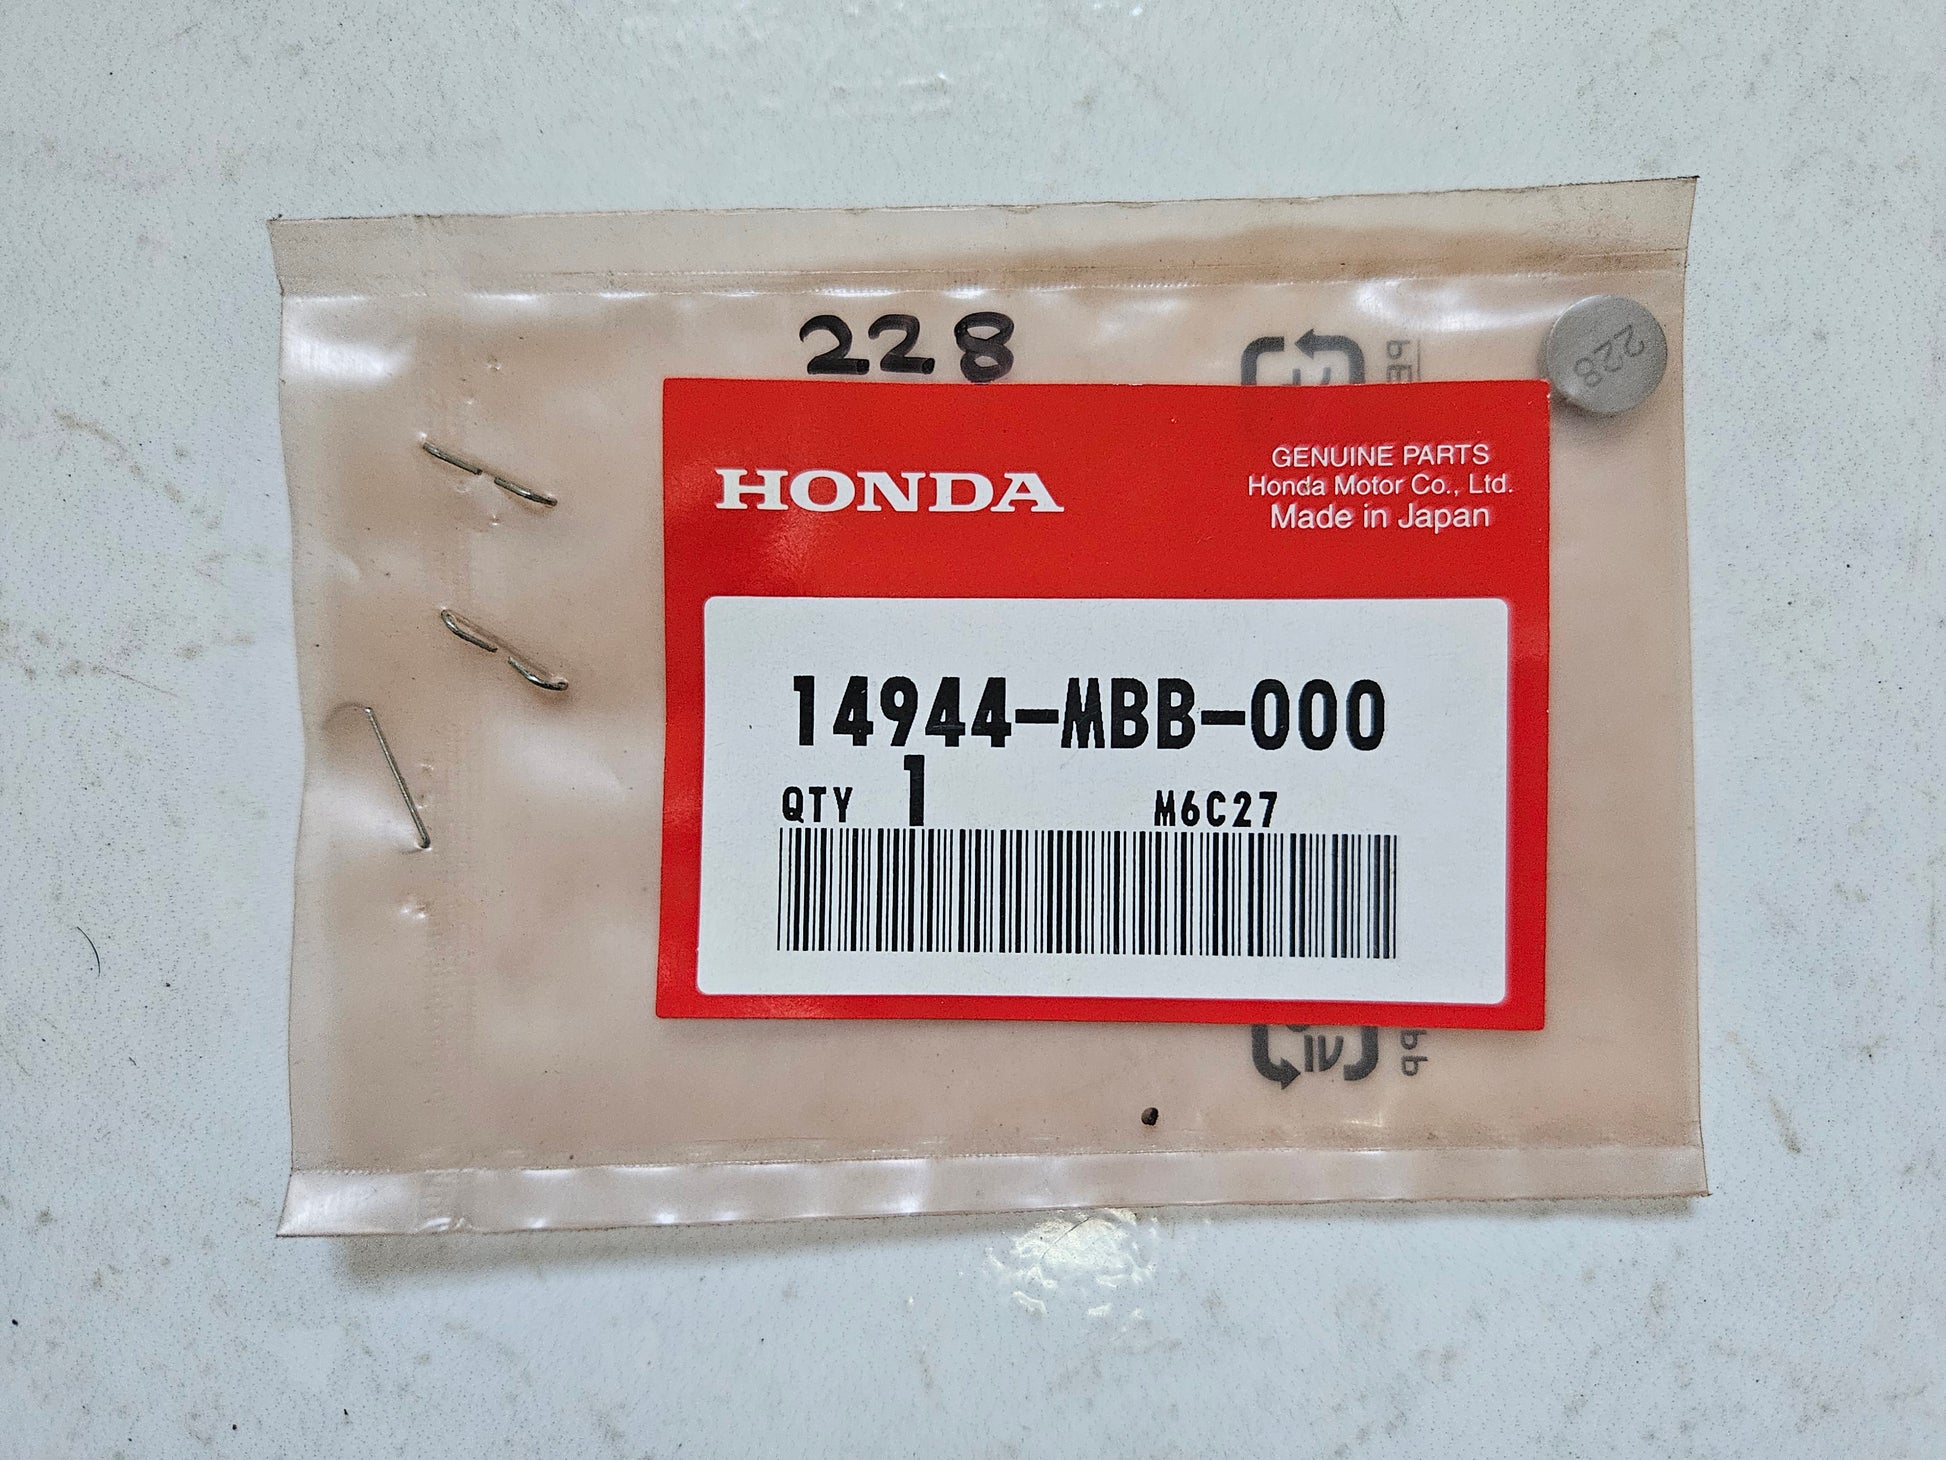 228
228
HONDA
GENUINE PARTS
Honda Motor Co., Ltd.
Made in Japan
14944-MBB-000
QTY 1 M6C27